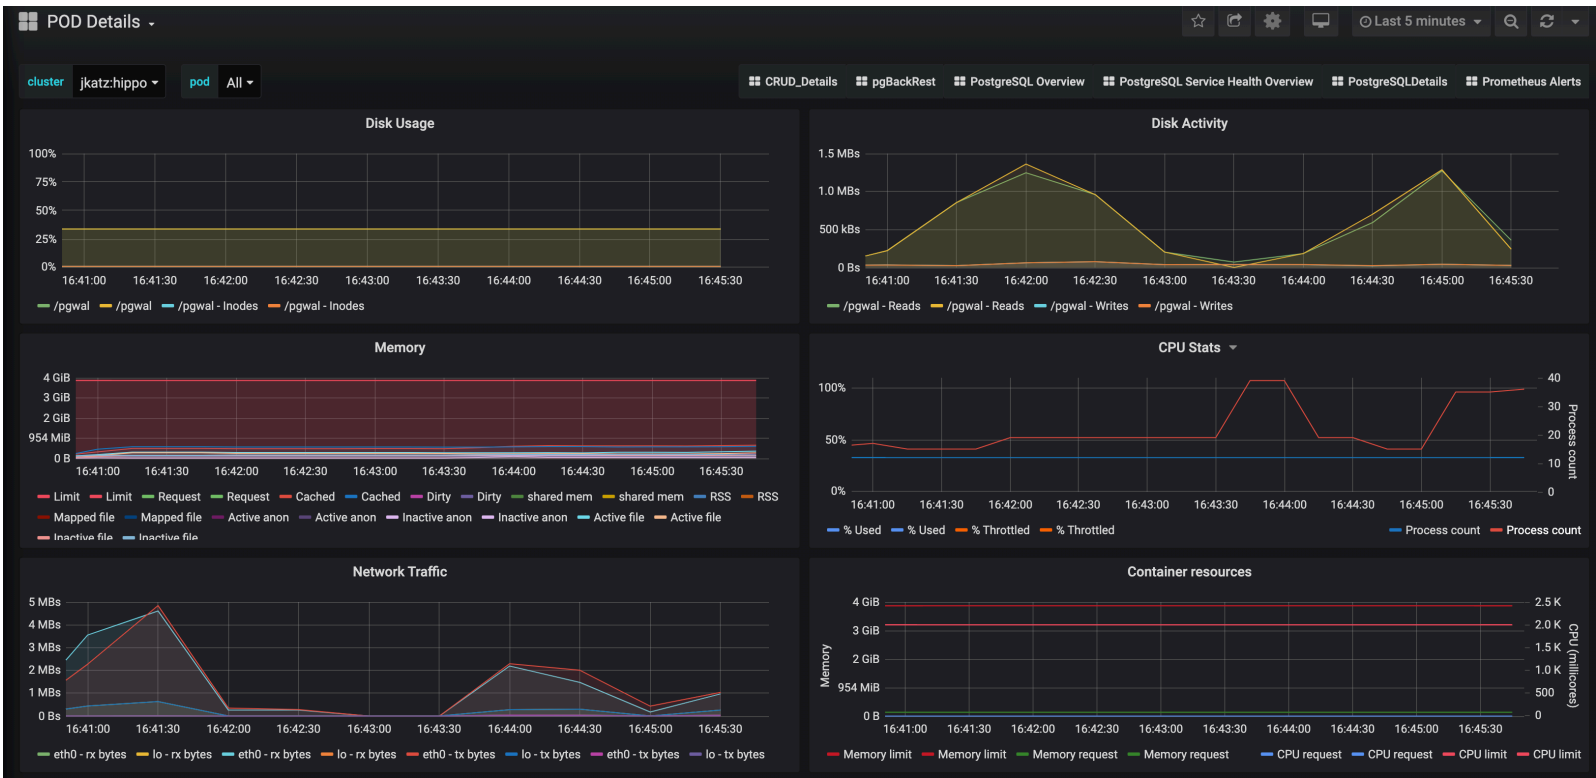 POD Details
Last 5 minutes
cluster jkatz:hippo pod All
CRUD_Details pgBackRest PostgreSQL Overview PostgreSQL Service Health Overview PostgreSQLDetails Prometheus Alerts
Disk Usage
100%
75%
50%
25%
0%
16:41:00 16:41:30 16:42:00 16:42:30 16:43:00 16:43:30 16:44:00 16:44:30 16:45:00 16:45:30
/pgwal /pgwal /pgwal - Inodes /pgwal - Inodes
Disk Activity
1.5 MBs
1.0 MBs
500 kBs
0 Bs
16:41:00 16:41:30 16:42:00 16:42:30 16:43:00 16:43:30 16:44:00 16:44:30 16:45:00 16:45:30
/pgwal - Reads /pgwal - Reads /pgwal - Writes /pgwal - Writes
Memory
4 GiB
3 GiB
2 GiB
954 MiB
0 B
16:41:00 16:41:30 16:42:00 16:42:30 16:43:00 16:43:30 16:44:00 16:44:30 16:45:00 16:45:30
Limit Limit Request Request Cached Cached Dirty Dirty shared mem shared mem RSS RSS
Mapped file Mapped file Active anon Active anon Inactive anon Inactive anon Active file Active file
Inactive file Inactive file
CPU Stats
100%
50%
0%
40
30
20
10
0
Process count
16:41:00 16:41:30 16:42:00 16:42:30 16:43:00 16:43:30 16:44:00 16:44:30 16:45:00 16:45:30
% Used % Used % Throttled % Throttled Process count Process count
Network Traffic
5 MBs
4 MBs
3 MBs
2 MBs
1 MBs
0 Bs
16:41:00 16:41:30 16:42:00 16:42:30 16:43:00 16:43:30 16:44:00 16:44:30 16:45:00 16:45:30
eth0 - rx bytes lo - rx bytes eth0 - rx bytes lo - rx bytes eth0 - tx bytes lo - tx bytes eth0 - tx bytes lo - tx bytes
Container resources
Memory
4 GiB
3 GiB
2 GiB
954 MiB
0 B
2.5 K
2.0 K
1.5 K
1.0 K
500
0
CPU (millicores)
16:41:00 16:41:30 16:42:00 16:42:30 16:43:00 16:43:30 16:44:00 16:44:30 16:45:00 16:45:30
Memory limit Memory limit Memory request Memory request CPU request CPU request CPU limit CPU limit